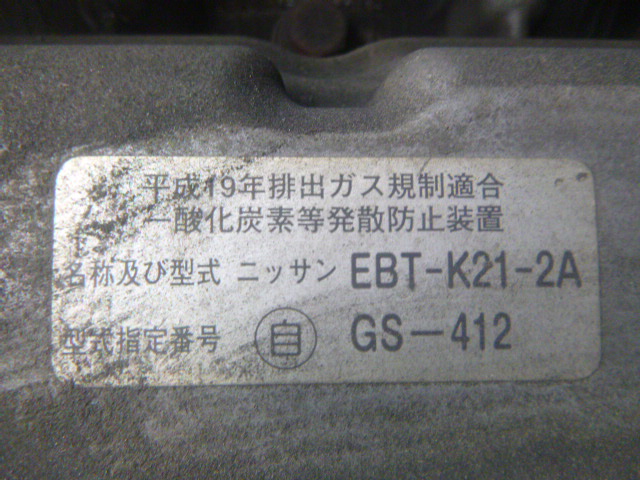 平成19年排出ガス規制適合
一酸化炭素等発散防止装置
名称及び型式 ニッサン EBT-K21-2A
型式指定番号 自 GS-412